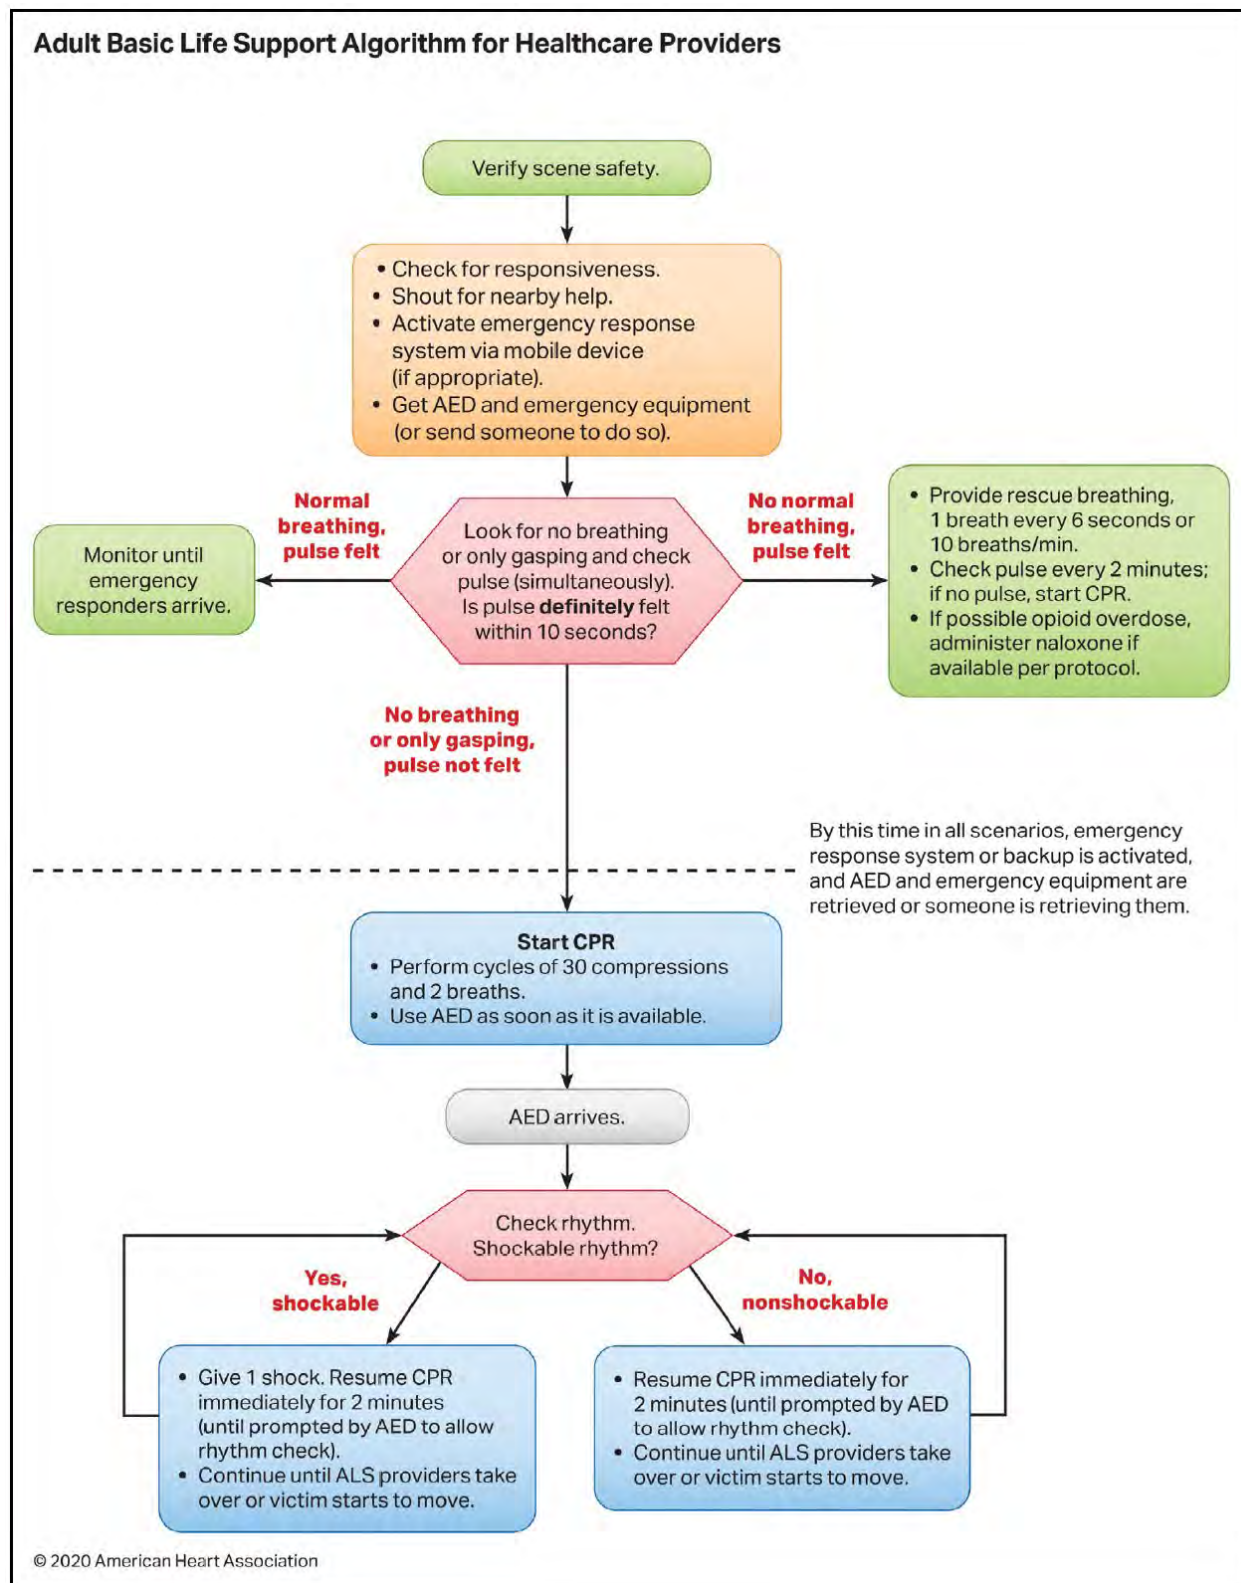 Adult Basic Life Support Algorithm for Healthcare Providers
Verify scene safety.
• Check for responsiveness.
• Shout for nearby help.
• Activate emergency response
system via mobile device
(if appropriate).
• Get AED and emergency equipment
(or send someone to do so).
Normal
breathing,
pulse felt
Monitor until
emergency
responders arrive.
Look for no breathing
or only gasping and check
pulse (simultaneously).
Is pulse definitely felt
within 10 seconds?
No normal
breathing,
pulse felt
• Provide rescue breathing,
1 breath every 6 seconds or
10 breaths/min.
• Check pulse every 2 minutes;
if no pulse, start CPR.
• If possible opioid overdose,
administer naloxone if
available per protocol.
No breathing
or only gasping,
pulse not felt
By this time in all scenarios, emergency
response system or backup is activated,
and AED and emergency equipment are
retrieved or someone is retrieving them.
Start CPR
• Perform cycles of 30 compressions
and 2 breaths.
• Use AED as soon as it is available.
AED arrives.
Check rhythm.
Shockable rhythm?
Yes,
shockable
No,
nonshockable
• Give 1 shock. Resume CPR
immediately for 2 minutes
(until prompted by AED to allow
rhythm check).
• Continue until ALS providers take
over or victim starts to move.
• Resume CPR immediately for
2 minutes (until prompted by AED
to allow rhythm check).
• Continue until ALS providers take
over or victim starts to move.
© 2020 American Heart Association